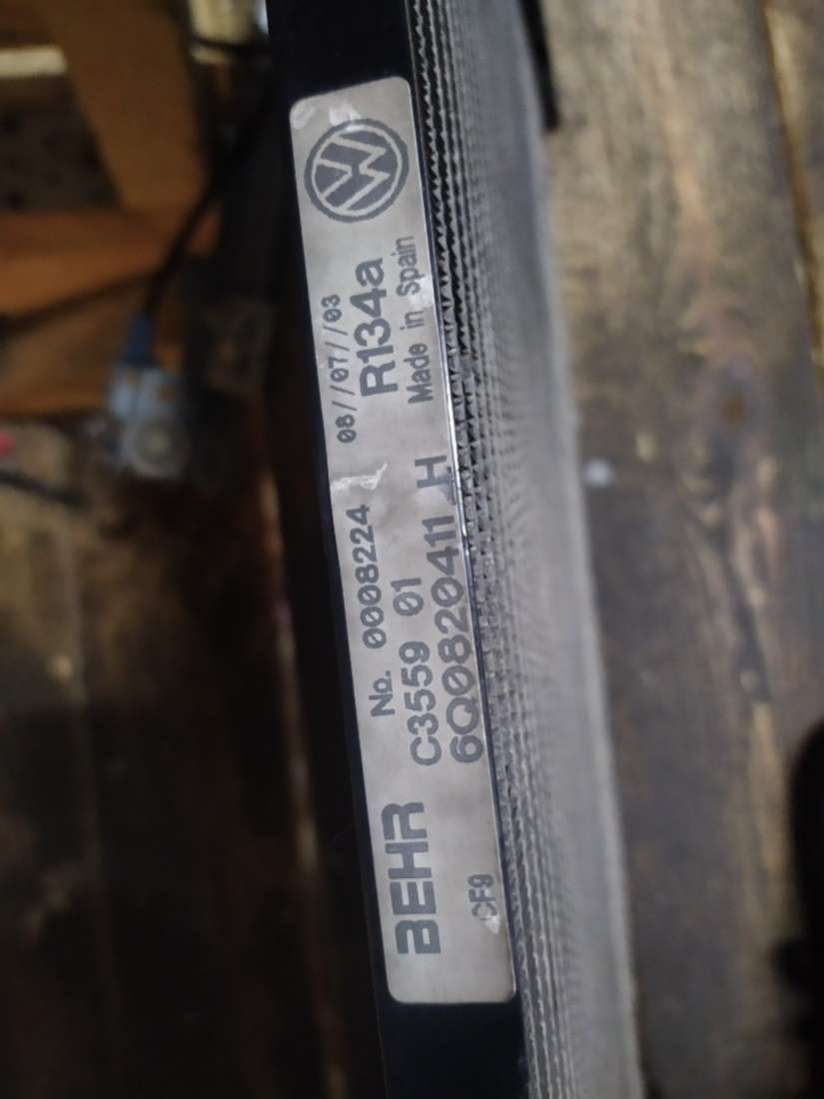 No. 0008224 08//07//03
BEHR C3559 01 R134a
CF9 6Q0820411 H Made in Spain